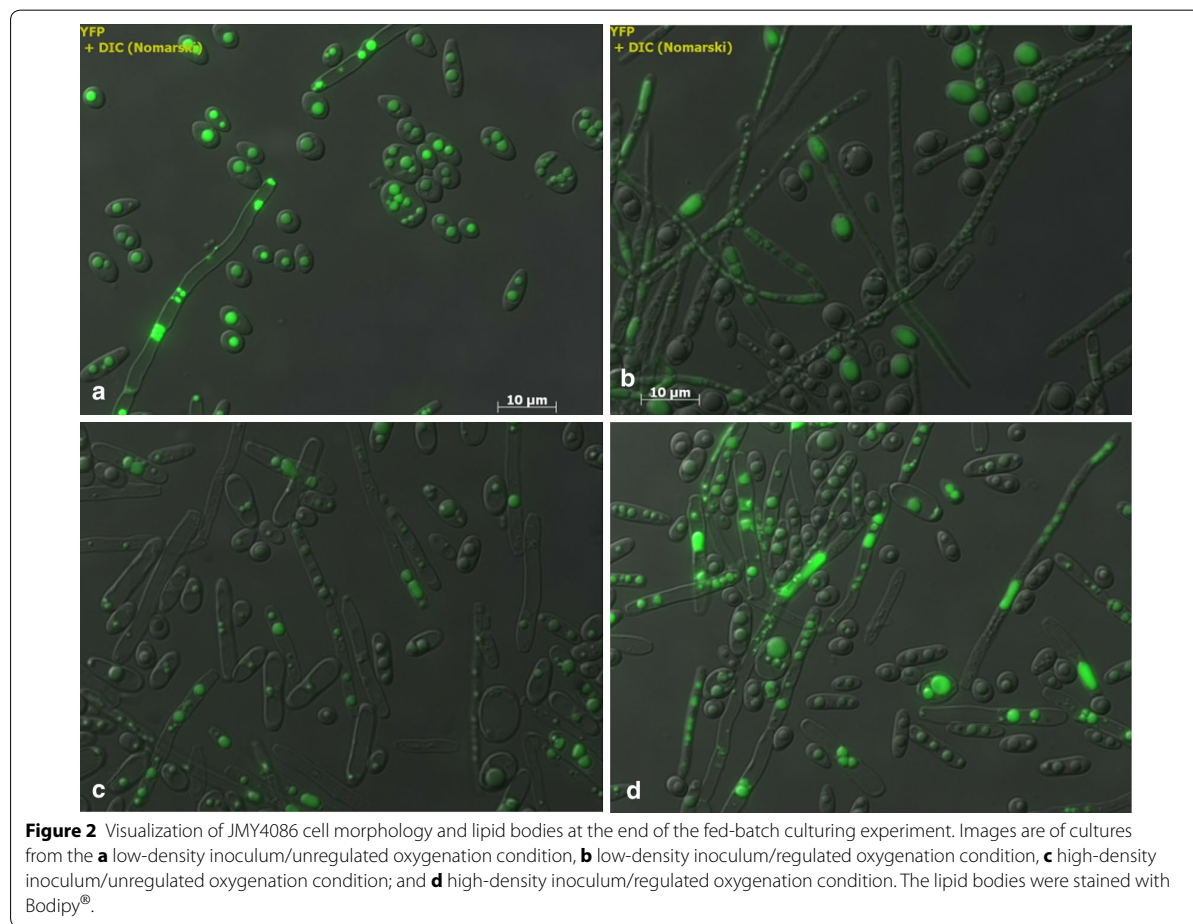 YFP
+ DIC (Nomarski)
a
10 µm
YFP
+ DIC (Nomarski)
b
10 µm
c
d
Figure 2 Visualization of JMY4086 cell morphology and lipid bodies at the end of the fed-batch culturing experiment. Images are of cultures
from the a low-density inoculum/unregulated oxygenation condition, b low-density inoculum/regulated oxygenation condition, c high-density
inoculum/unregulated oxygenation condition; and d high-density inoculum/regulated oxygenation condition. The lipid bodies were stained with
Bodipy®.